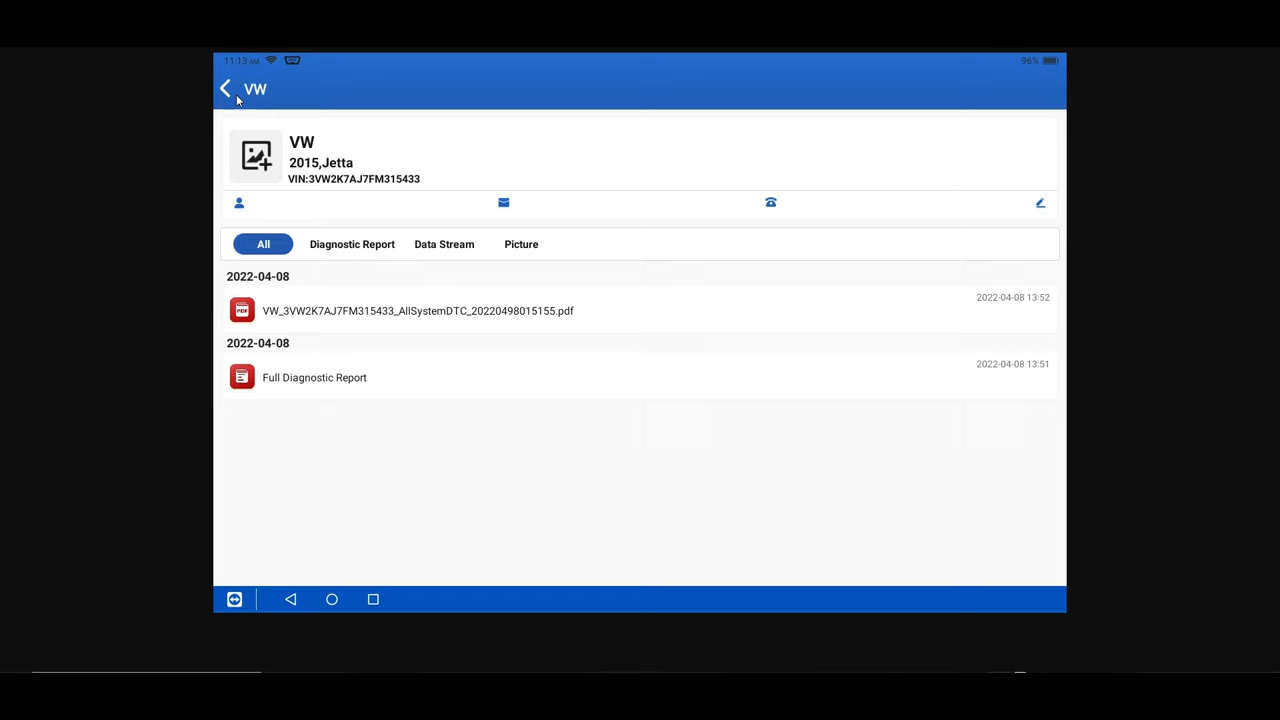 11:13 AM
96%
VW
VW
2015,Jetta
VIN:3VW2K7AJ7FM315433
All Diagnostic Report Data Stream Picture
2022-04-08
2022-04-08 13:52
PDF VW_3VW2K7AJ7FM315433_AllSystemDTC_20220498015155.pdf
2022-04-08
2022-04-08 13:51
Full Diagnostic Report